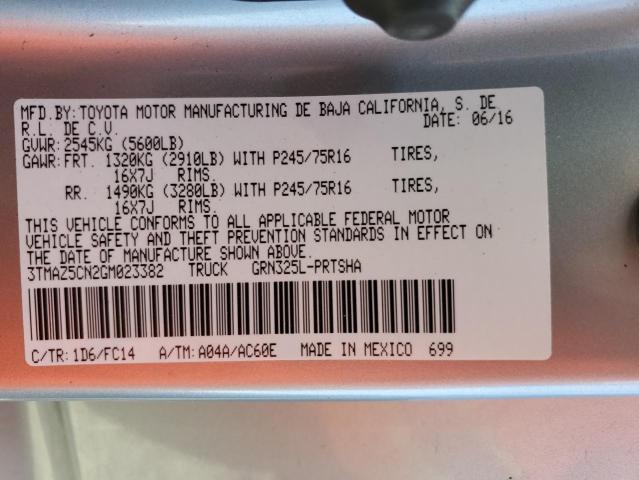 MFD.BY:TOYOTA MOTOR MANUFACTURING DE BAJA CALIFORNIA, S. DE
R.L. DE C.V. DATE: 06/16
GVWR:2545KG (5600LB)
GAWR:FRT. 1320KG (2910LB) WITH P245/75R16 TIRES,
16X7J RIMS.
RR. 1490KG (3280LB) WITH P245/75R16 TIRES,
16X7J RIMS.
THIS VEHICLE CONFORMS TO ALL APPLICABLE FEDERAL MOTOR
VEHICLE SAFETY AND THEFT PREVENTION STANDARDS IN EFFECT ON
THE DATE OF MANUFACTURE SHOWN ABOVE.
3TMAZ5CN2GM023382 TRUCK GRN325L-PRTSHA
C/TR:1D6/FC14 A/TM:A04A/AC60E MADE IN MEXICO 699